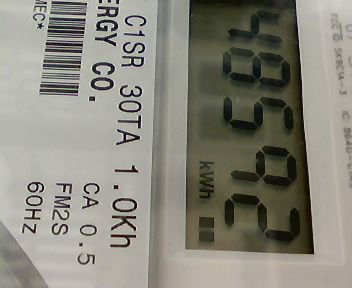 48592
kWh
C1SR 30TA 1.0Kh
ERGY CO.
CA 0.5
FM2S
60HZ